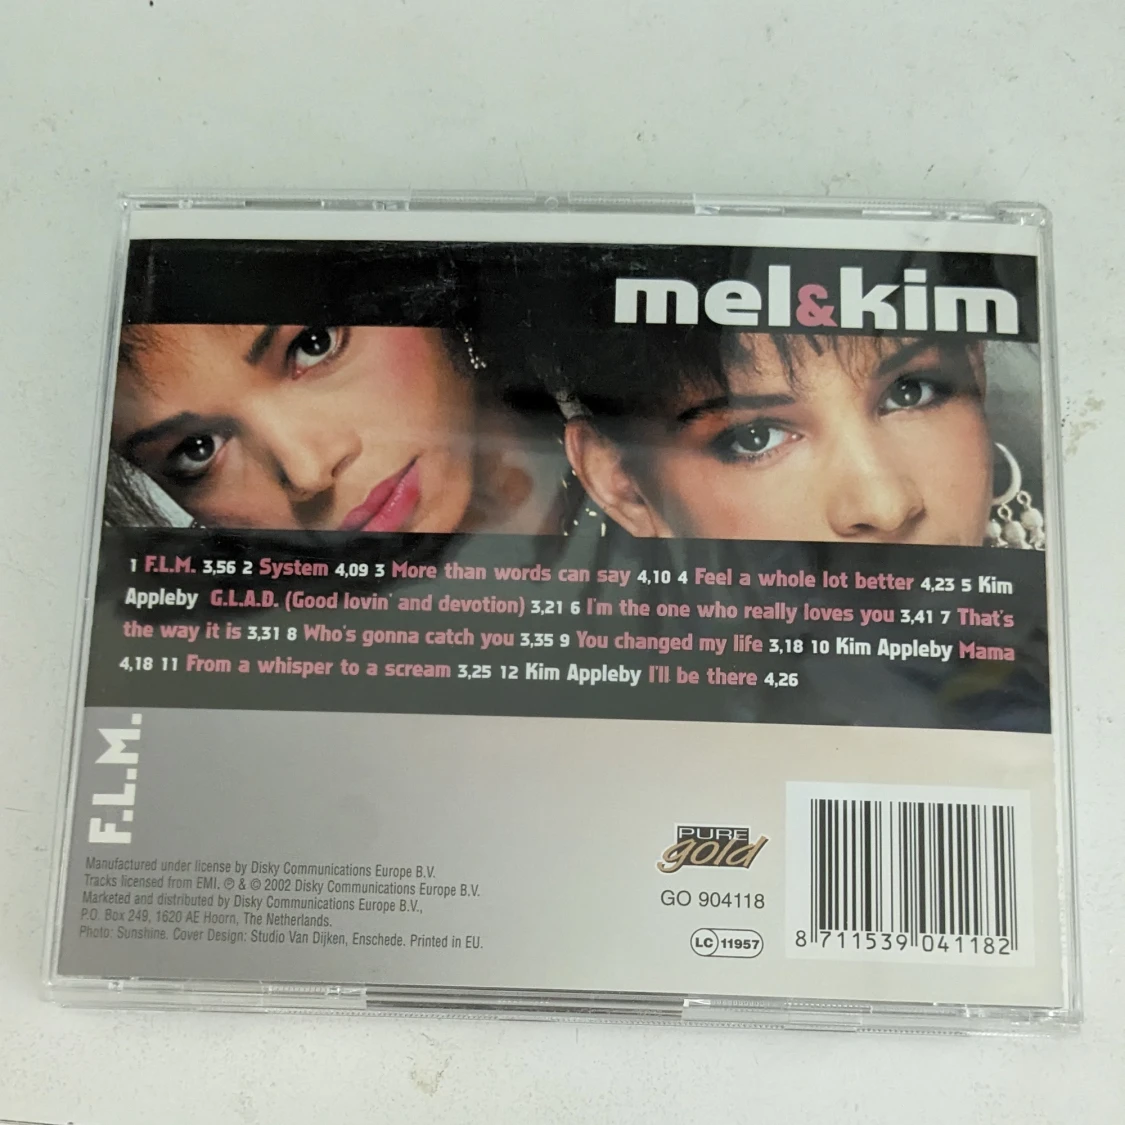 mel&kim
1 F.L.M. 3,56 2 System 4,09 3 More than words can say 4,10 4 Feel a whole lot better 4,23 5 Kim
Appleby G.L.A.D. (Good lovin' and devotion) 3,21 6 I'm the one who really loves you 3,41 7 That's
the way it is 3,31 8 Who's gonna catch you 3,35 9 You changed my life 3,18 10 Kim Appleby Mama
4,18 11 From a whisper to a scream 3,25 12 Kim Appleby I'll be there 4,26
F.L.M.
Manufactured under license by Disky Communications Europe B.V.
Tracks licensed from EMI, ℗ & © 2002 Disky Communications Europe B.V.
Marketed and distributed by Disky Communications Europe B.V.,
P.O. Box 249, 1620 AE Hoorn, The Netherlands.
Photo: Sunshine. Cover Design: Studio Van Dijken, Enschede. Printed in EU.
PURE
gold
GO 904118
LC 11957
8 711539 041182